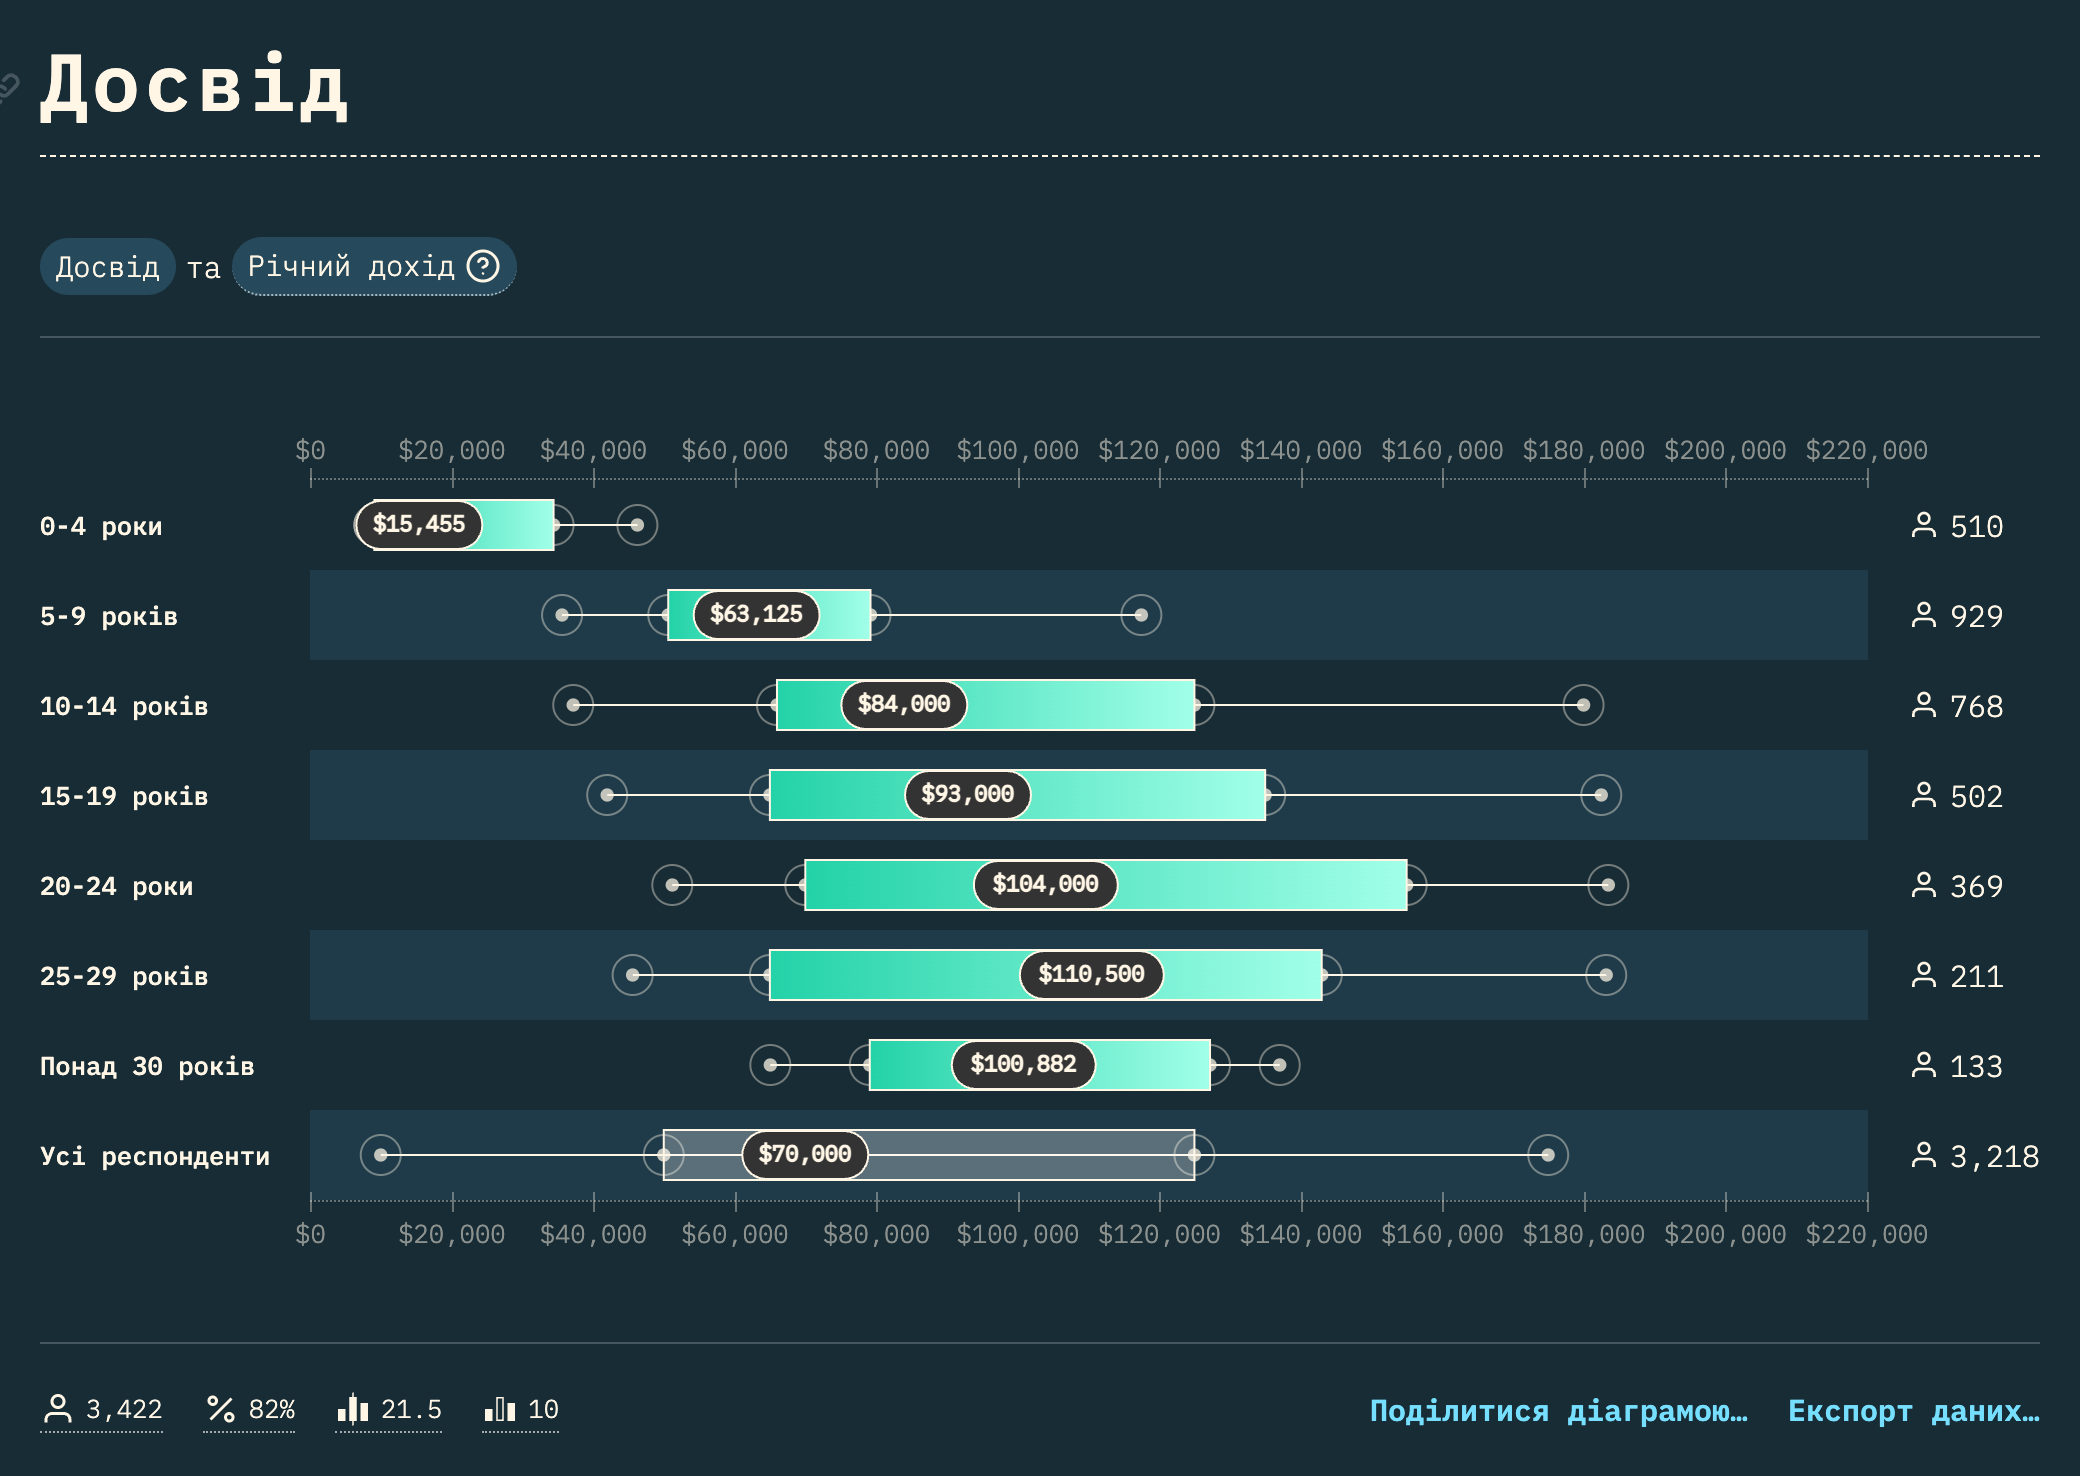 Досвід
Досвід та Річний дохід
$0 $20,000 $40,000 $60,000 $80,000 $100,000 $120,000 $140,000 $160,000 $180,000 $200,000 $220,000
0-4 роки $15,455 510
5-9 років $63,125 929
10-14 років $84,000 768
15-19 років $93,000 502
20-24 роки $104,000 369
25-29 років $110,500 211
Понад 30 років $100,882 133
Усі респонденти $70,000 3,218
$0 $20,000 $40,000 $60,000 $80,000 $100,000 $120,000 $140,000 $160,000 $180,000 $200,000 $220,000
3,422 82% 21.5 10 Поділитися діаграмою… Експорт даних…